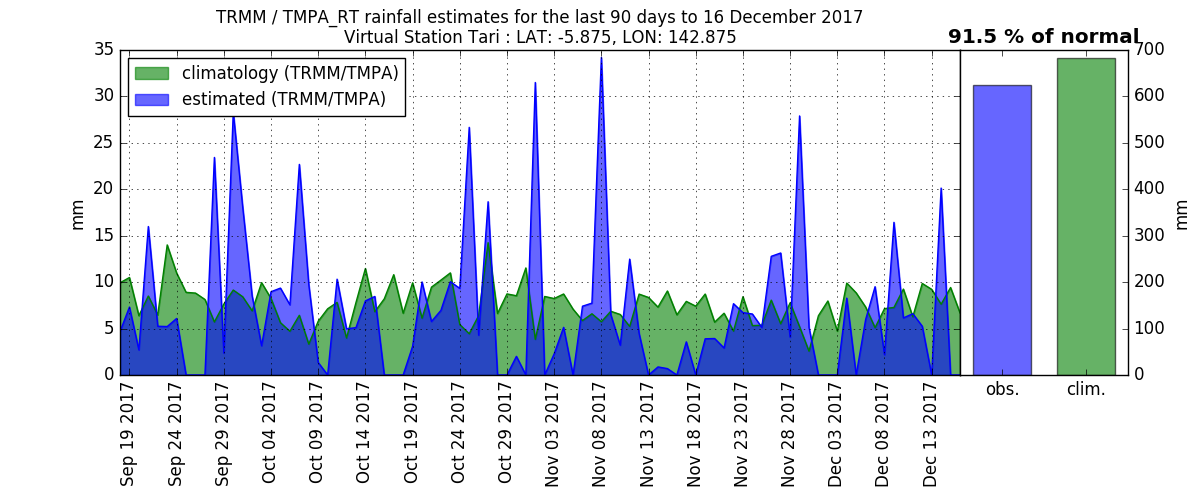 TRMM / TMPA_RT rainfall estimates for the last 90 days to 16 December 2017
Virtual Station Tari : LAT: -5.875, LON: 142.875
91.5 % of normal
climatology (TRMM/TMPA)
estimated (TRMM/TMPA)
35
30
25
20
15
10
5
0
mm
Sep 19 2017
Sep 24 2017
Sep 29 2017
Oct 04 2017
Oct 09 2017
Oct 14 2017
Oct 19 2017
Oct 24 2017
Oct 29 2017
Nov 03 2017
Nov 08 2017
Nov 13 2017
Nov 18 2017
Nov 23 2017
Nov 28 2017
Dec 03 2017
Dec 08 2017
Dec 13 2017
obs.
clim.
700
600
500
400
300
200
100
0
mm